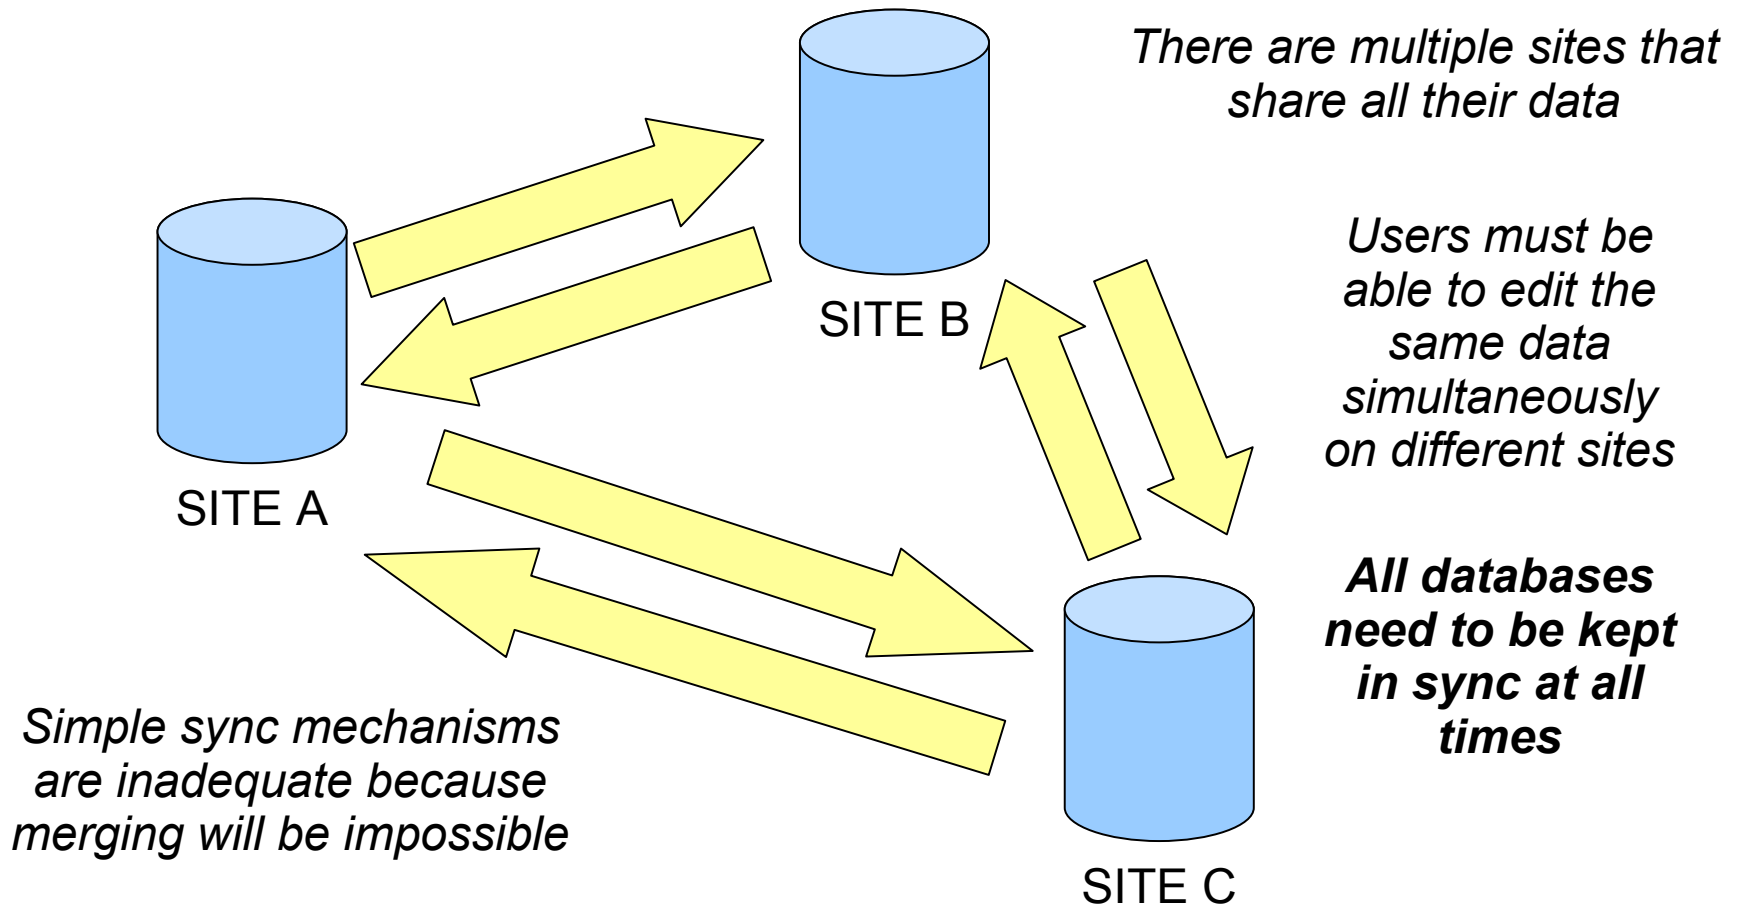 There are multiple sites that
share all their data
SITE B
Users must be
able to edit the
same data
simultaneously
on different sites
SITE A
All databases
need to be kept
in sync at all
times
Simple sync mechanisms
are inadequate because
merging will be impossible
SITE C